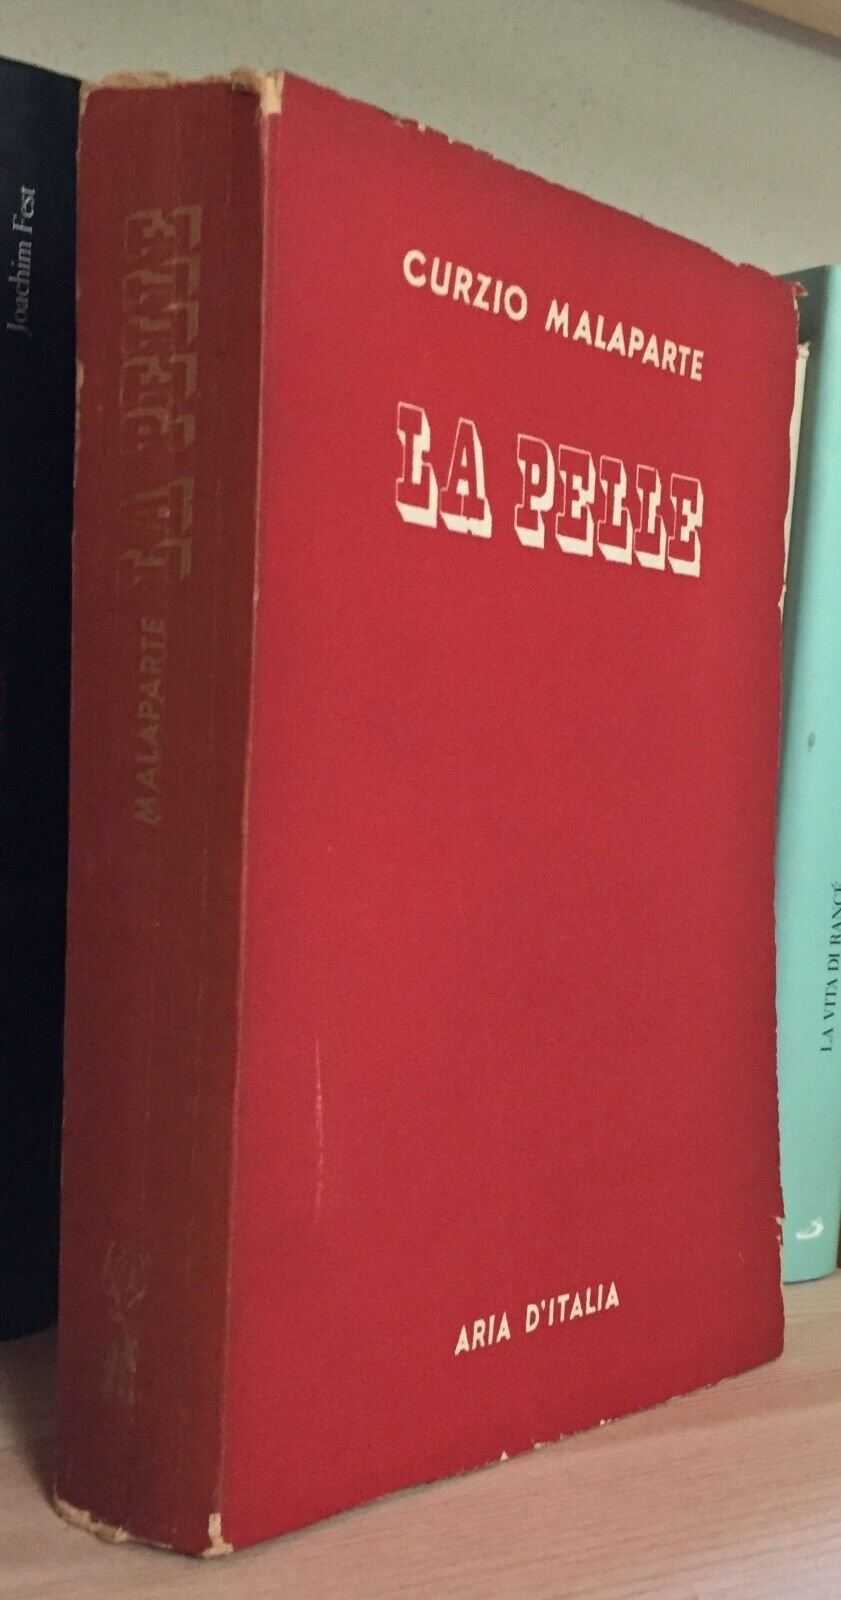 Joachim Fest
MALAPARTE
LA PELLE
CURZIO MALAPARTE
LA PELLE
ARIA D'ITALIA
LA VITA DI RANCÉ